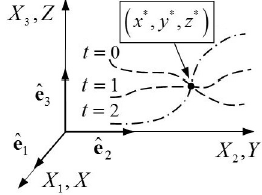 X₃, Z
(x*, y*, z*)
t = 0
t = 1
t = 2
ê₃
ê₁
ê₂
X₁, X
X₂, Y